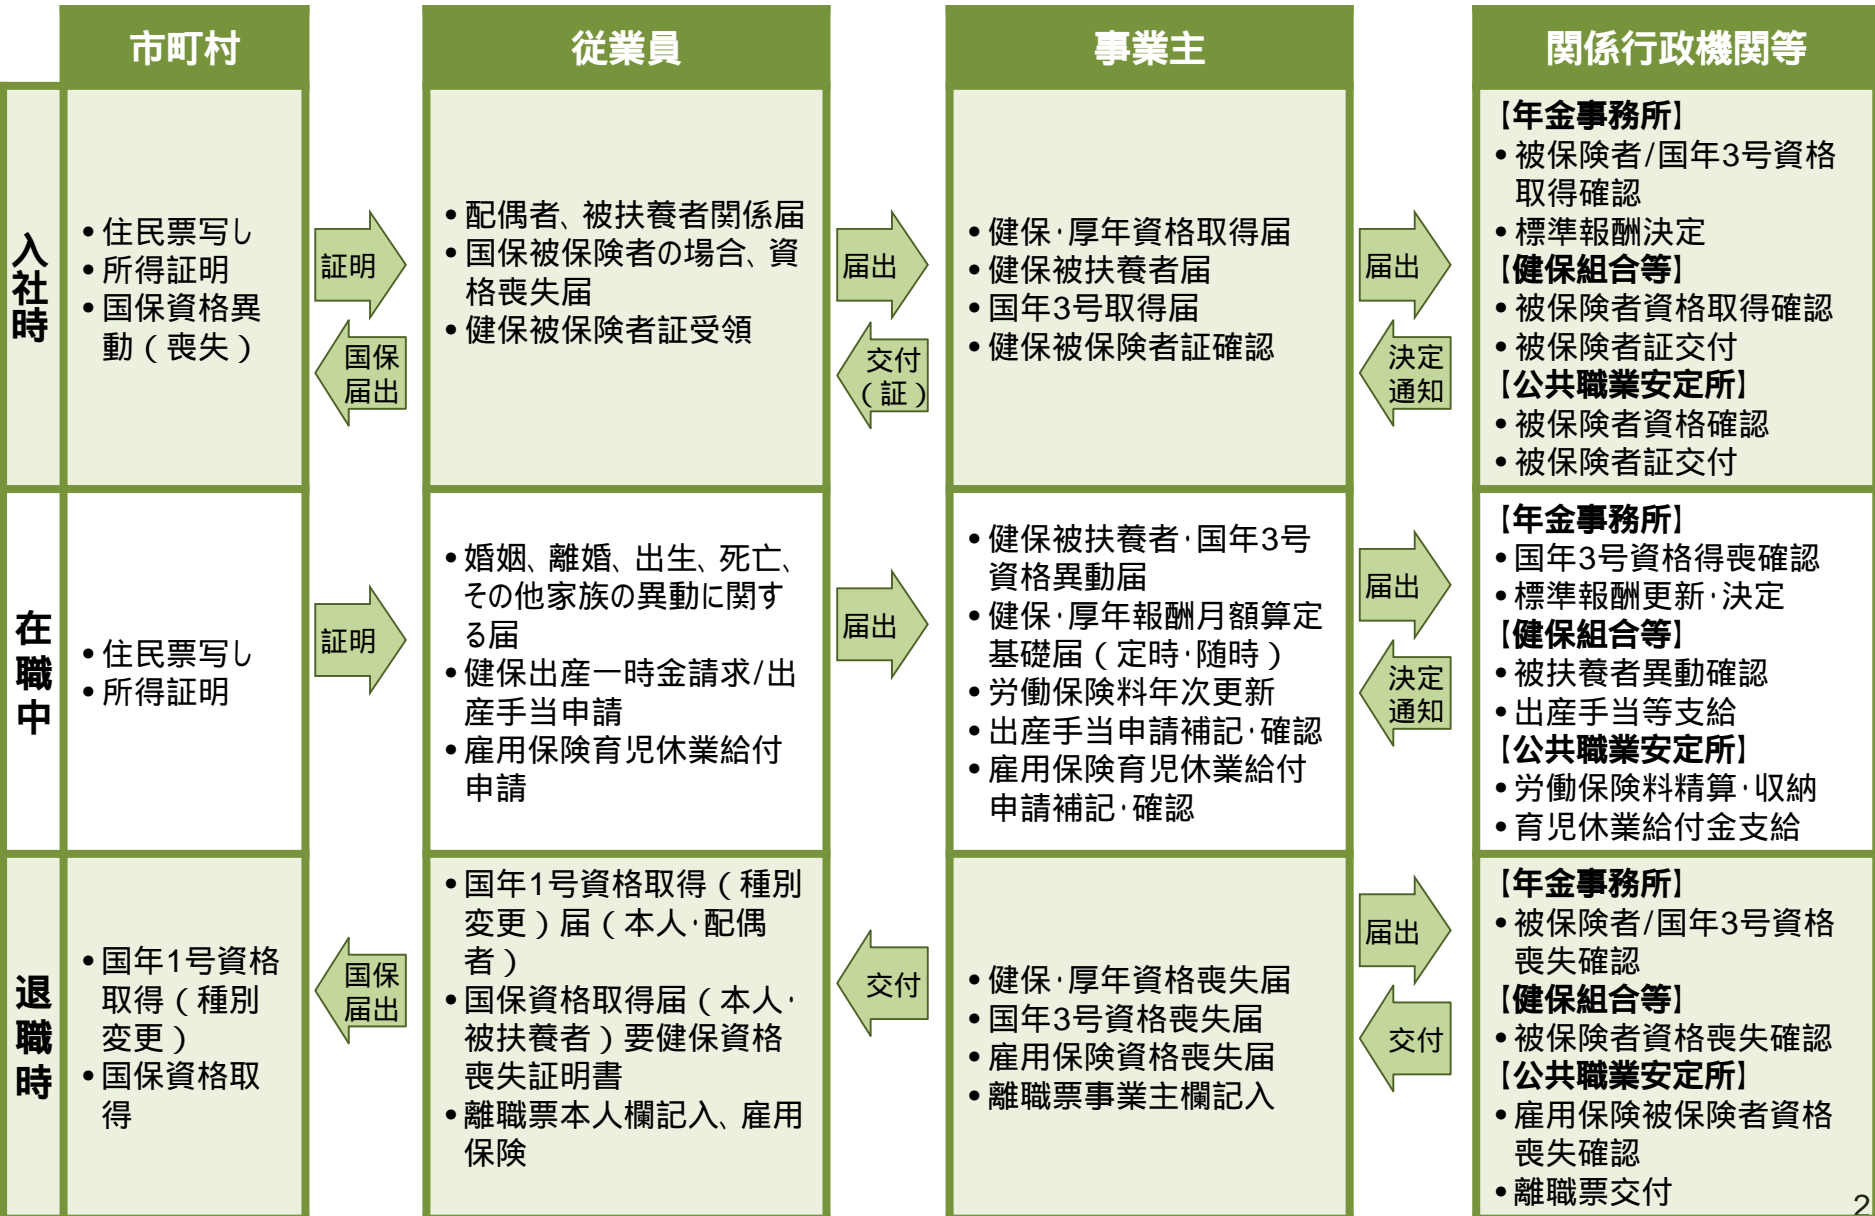 市町村
従業員
事業主
関係行政機関等
入社時
•住民票写し
•所得証明
•国保資格異
動（喪失）
証明
国保
届出
•配偶者、被扶養者関係届
•国保被保険者の場合、資
格喪失届
•健保被保険者証受領
届出
交付
（証）
•健保・厚年資格取得届
•健保被扶養者届
•国年3号取得届
•健保被保険者証確認
届出
決定
通知
【年金事務所】
•被保険者/国年3号資格
取得確認
•標準報酬決定
【健保組合等】
•被保険者資格取得確認
•被保険者証交付
【公共職業安定所】
•被保険者資格確認
•被保険者証交付
在職中
•住民票写し
•所得証明
証明
•婚姻、離婚、出生、死亡、
その他家族の異動に関す
る届
•健保出産一時金請求/出
産手当申請
•雇用保険育児休業給付
申請
届出
•健保被扶養者・国年3号
資格異動届
•健保・厚年報酬月額算定
基礎届（定時・随時）
•労働保険料年次更新
•出産手当申請補記・確認
•雇用保険育児休業給付
申請補記・確認
届出
決定
通知
【年金事務所】
•国年3号資格得喪確認
•標準報酬更新・決定
【健保組合等】
•被扶養者異動確認
•出産手当等支給
【公共職業安定所】
•労働保険料精算・収納
•育児休業給付金支給
退職時
•国年1号資格
取得（種別
変更）
•国保資格取
得
国保
届出
•国年1号資格取得（種別
変更）届（本人・配偶
者）
•国保資格取得届（本人・
被扶養者）要健保資格
喪失証明書
•離職票本人欄記入、雇用
保険
交付
•健保・厚年資格喪失届
•国年3号資格喪失届
•雇用保険資格喪失届
•離職票事業主欄記入
届出
交付
【年金事務所】
•被保険者/国年3号資格
喪失確認
【健保組合等】
•被保険者資格喪失確認
【公共職業安定所】
•雇用保険被保険者資格
喪失確認
•離職票交付
2